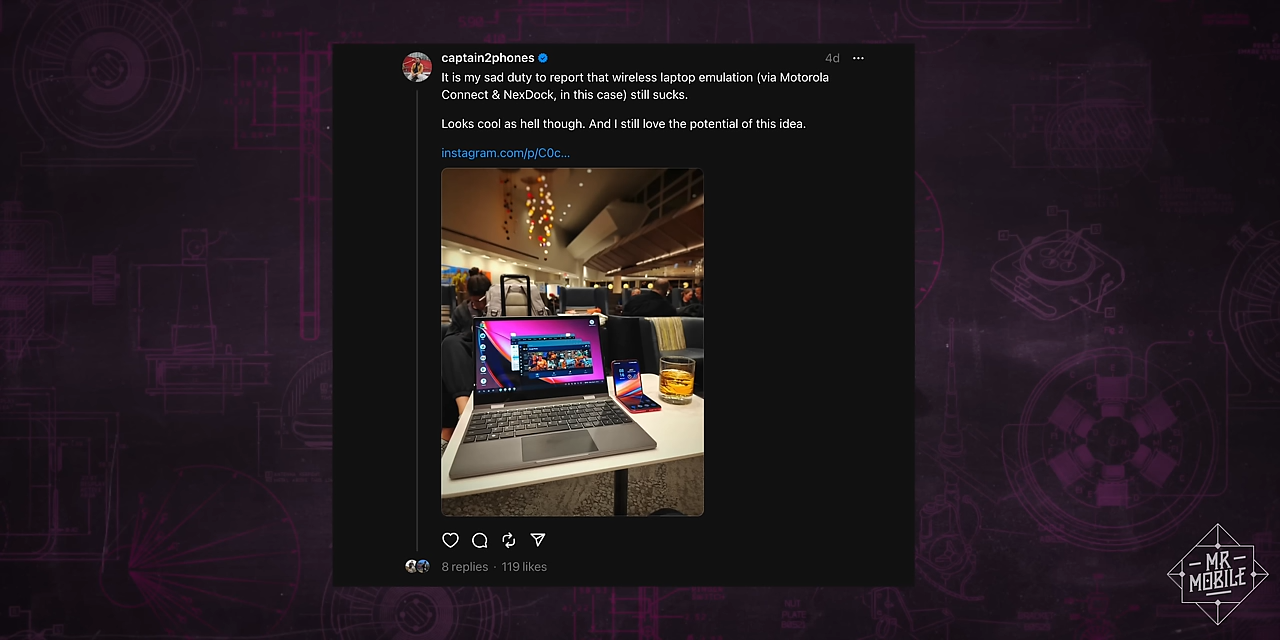 captain2phones
4d
It is my sad duty to report that wireless laptop emulation (via Motorola
Connect & NexDock, in this case) still sucks.
Looks cool as hell though. And I still love the potential of this idea.
instagram.com/p/C0c...
8 replies · 119 likes
MR
MOBILE